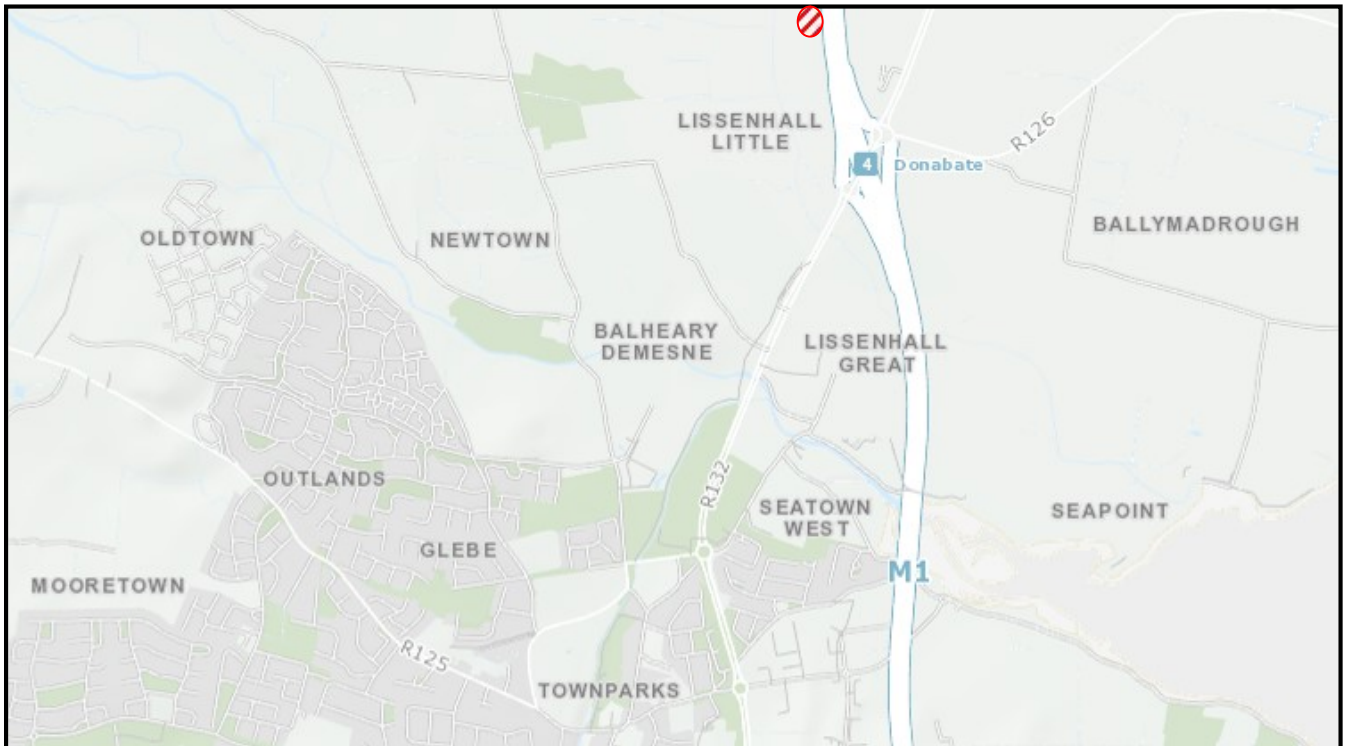 LISSENHALL
LITTLE
R126
4 Donabate
BALLYMADROUGH
OLDTOWN
NEWTOWN
BALHEARY
DEMESNE
LISSENHALL
GREAT
OUTLANDS
R132
SEATOWN
WEST
SEAPOINT
GLEBE
M1
MOORETOWN
R125
TOWNPARKS